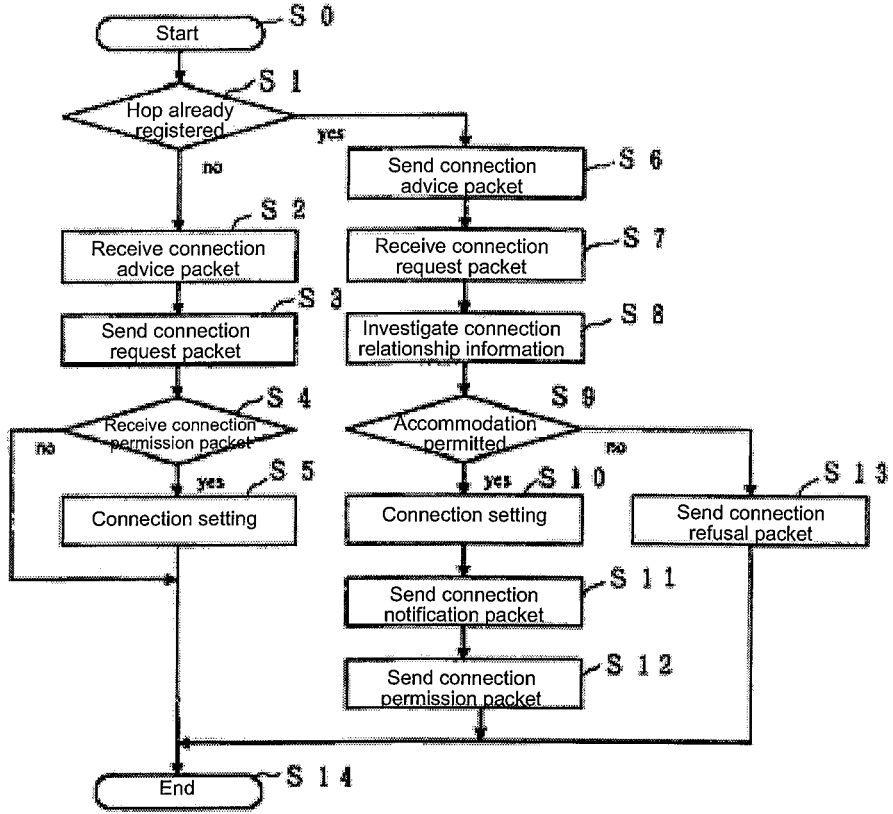 Start
S 0
Hop already
registered
S 1
yes
no
Send connection
advice packet
S 6
Receive connection
advice packet
S 2
Receive connection
request packet
S 7
Send connection
request packet
S 3
Investigate connection
relationship information
S 8
Receive connection
permission packet
S 4
no
yes
Accommodation
permitted
S 9
no
yes
Connection setting
S 5
Connection setting
S 1 0
Send connection
refusal packet
S 1 3
Send connection
notification packet
S 1 1
Send connection
permission packet
S 1 2
End
S 1 4